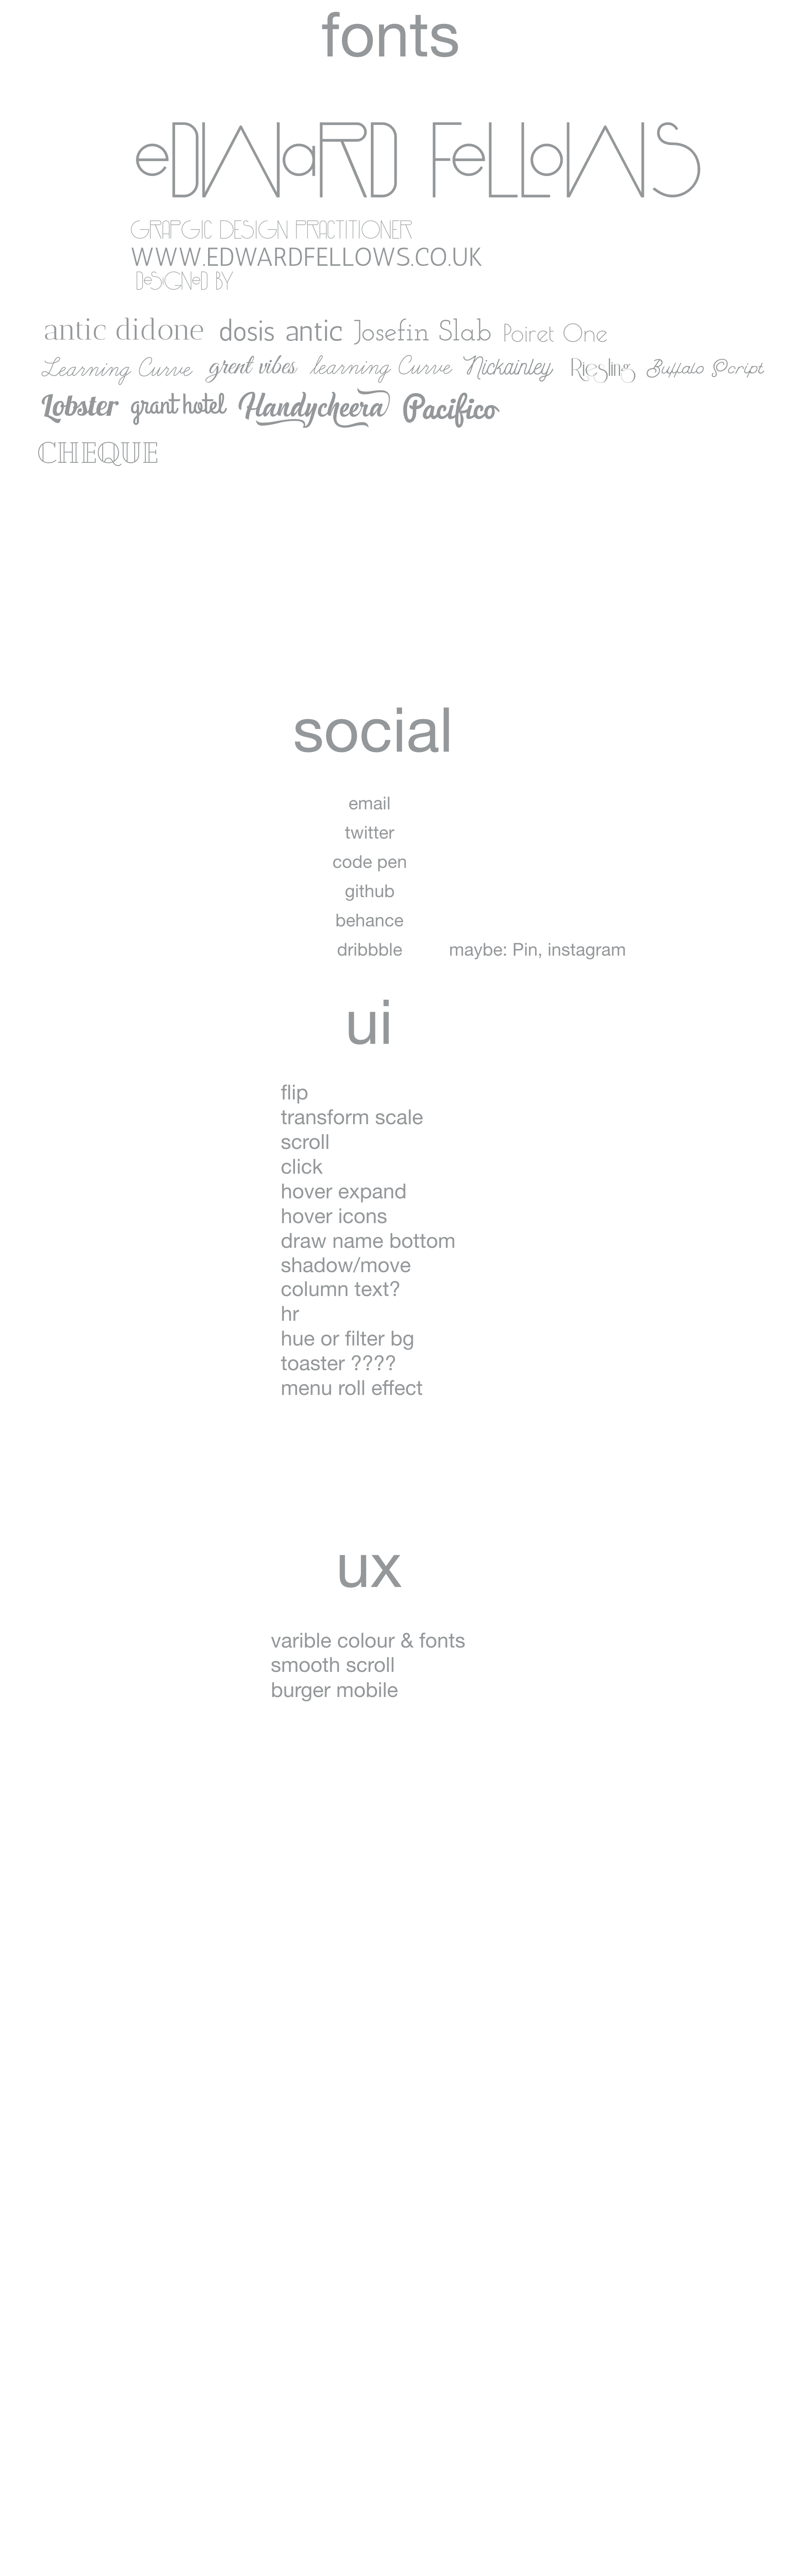 fonts
eDWaRD FeLLoWS
GRAPGIC DESIGN PRACTITIONER
WWW.EDWARDFELLOWS.CO.UK
DeSiGNeD BY
antic didone dosis antic Josefin Slab Poiret One
Learning Curve grent vibes learning Curve Nickainley Riesling Buffalo Script
Lobster grant hotel Handycheera Pacifico
CHEQUE
social
email
twitter
code pen
github
behance
dribbble maybe: Pin, instagram
ui
flip
transform scale
scroll
click
hover expand
hover icons
draw name bottom
shadow/move
column text?
hr
hue or filter bg
toaster ????
menu roll effect
ux
varible colour & fonts
smooth scroll
burger mobile